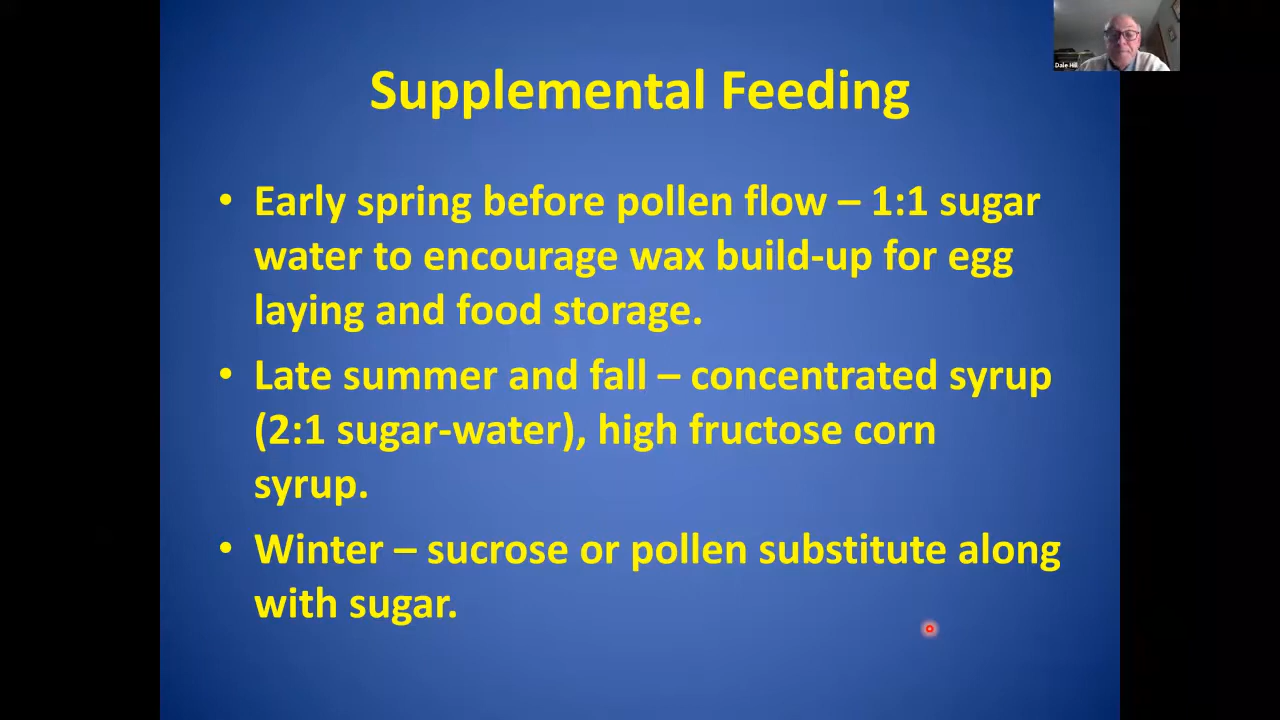 Dale Hill
Supplemental Feeding
• Early spring before pollen flow – 1:1 sugar
water to encourage wax build-up for egg
laying and food storage.
• Late summer and fall – concentrated syrup
(2:1 sugar-water), high fructose corn
syrup.
• Winter – sucrose or pollen substitute along
with sugar.